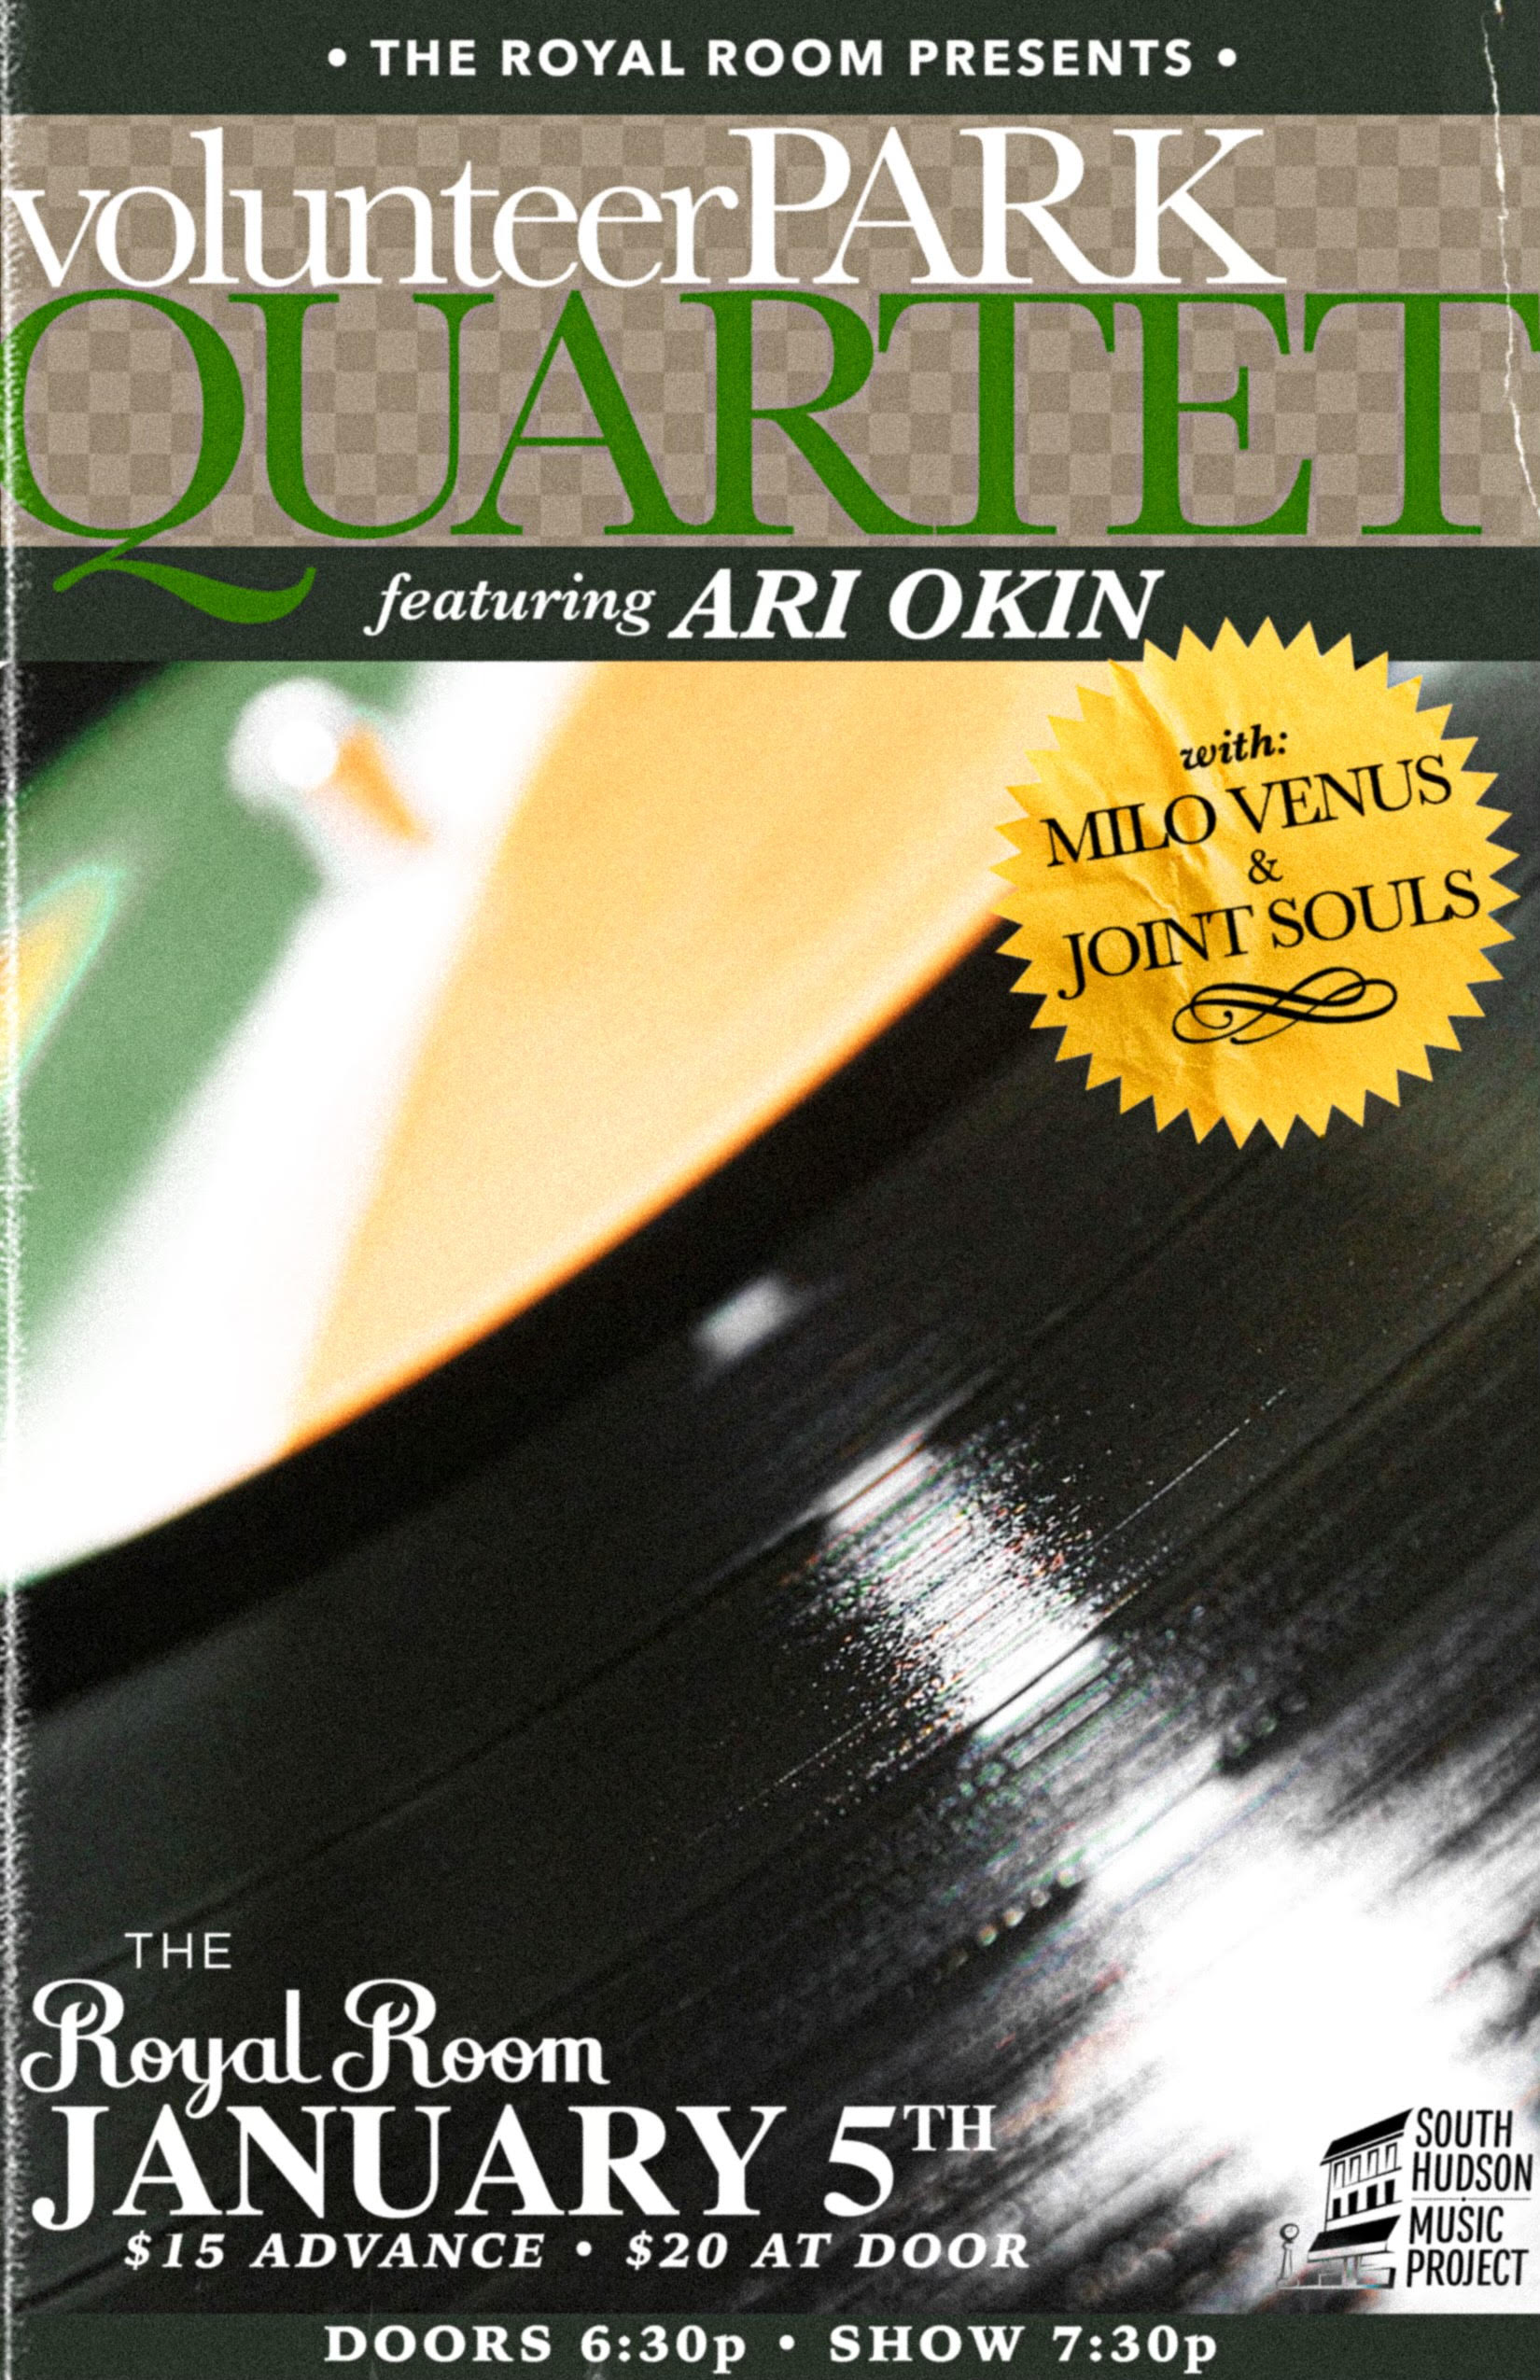 • THE ROYAL ROOM PRESENTS •
volunteerPARK
QUARTET
featuring ARI OKIN
with:
MILO VENUS
&
JOINT SOULS
THE
Royal Room
JANUARY 5TH
$15 ADVANCE • $20 AT DOOR
SOUTH
HUDSON
MUSIC
PROJECT
DOORS 6:30p • SHOW 7:30p